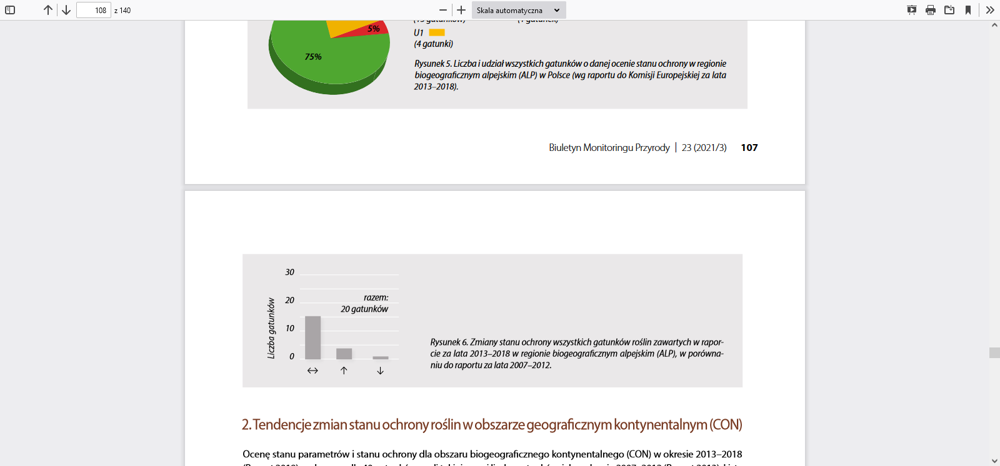 108 z 140 Skala automatyczna
(15 gatunków) (1 gatunek)
U1
(4 gatunki)
5%
75%
Rysunek 5. Liczba i udział wszystkich gatunków o danej ocenie stanu ochrony w regionie
biogeograficznym alpejskim (ALP) w Polsce (wg raportu do Komisji Europejskiej za lata
2013–2018).
Biuletyn Monitoringu Przyrody | 23 (2021/3) 107
30
20
10
0
Liczba gatunków
razem:
20 gatunków
↔ ↑ ↓
Rysunek 6. Zmiany stanu ochrony wszystkich gatunków roślin zawartych w rapor-
cie za lata 2013–2018 w regionie biogeograficznym alpejskim (ALP), w porówna-
niu do raportu za lata 2007–2012.
2. Tendencje zmian stanu ochrony roślin w obszarze geograficznym kontynentalnym (CON)
Ocenę stanu parametrów i stanu ochrony dla obszaru biogeograficznego kontynentalnego (CON) w okresie 2013–2018